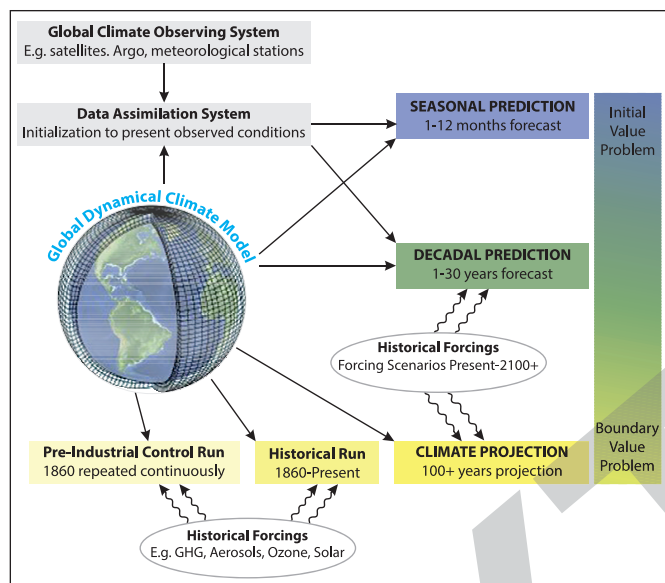 Global Climate Observing System
E.g. satellites. Argo, meteorological stations
Data Assimilation System
Initialization to present observed conditions
SEASONAL PREDICTION
1-12 months forecast
Initial
Value
Problem
Global Dynamical Climate Model
DECADAL PREDICTION
1-30 years forecast
Historical Forcings
Forcing Scenarios Present-2100+
Pre-Industrial Control Run
1860 repeated continuously
Historical Run
1860-Present
CLIMATE PROJECTION
100+ years projection
Boundary
Value
Problem
Historical Forcings
E.g. GHG, Aerosols, Ozone, Solar